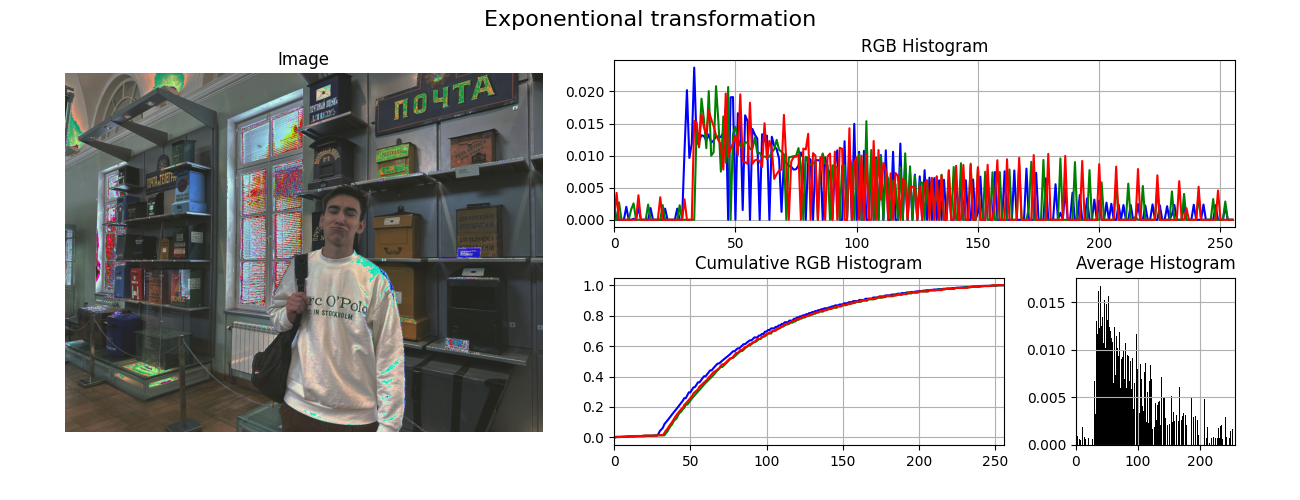 Exponentional transformation
Image
ПОЧТА
arc O'Polo
IN STOCKHOLM
RGB Histogram
0.020
0.015
0.010
0.005
0.000
0 50 100 150 200 250
Cumulative RGB Histogram
1.0
0.8
0.6
0.4
0.2
0.0
0 50 100 150 200 250
Average Histogram
0.015
0.010
0.005
0.000
0 100 200